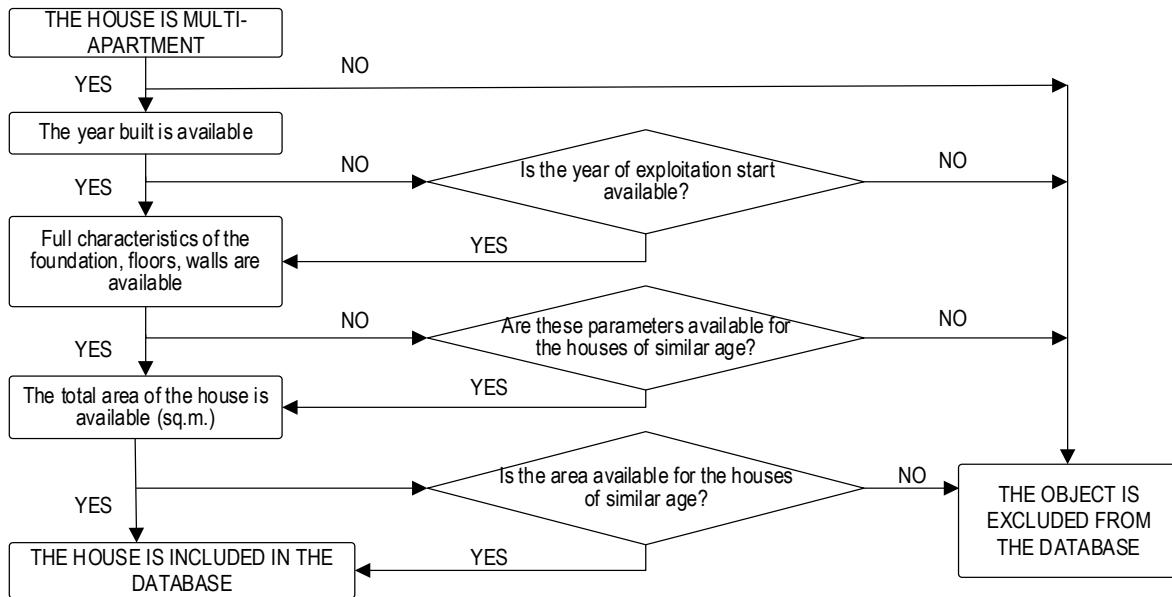 THE HOUSE IS MULTI-
APARTMENT
NO
YES
The year built is available
NO
Is the year of exploitation start
available?
NO
YES
YES
Full characteristics of the
foundation, floors, walls are
available
NO
Are these parameters available for
the houses of similar age?
NO
YES
YES
The total area of the house is
available (sq.m.)
Is the area available for the houses
of similar age?
NO
YES
THE OBJECT IS
EXCLUDED FROM
THE DATABASE
YES
THE HOUSE IS INCLUDED IN THE
DATABASE